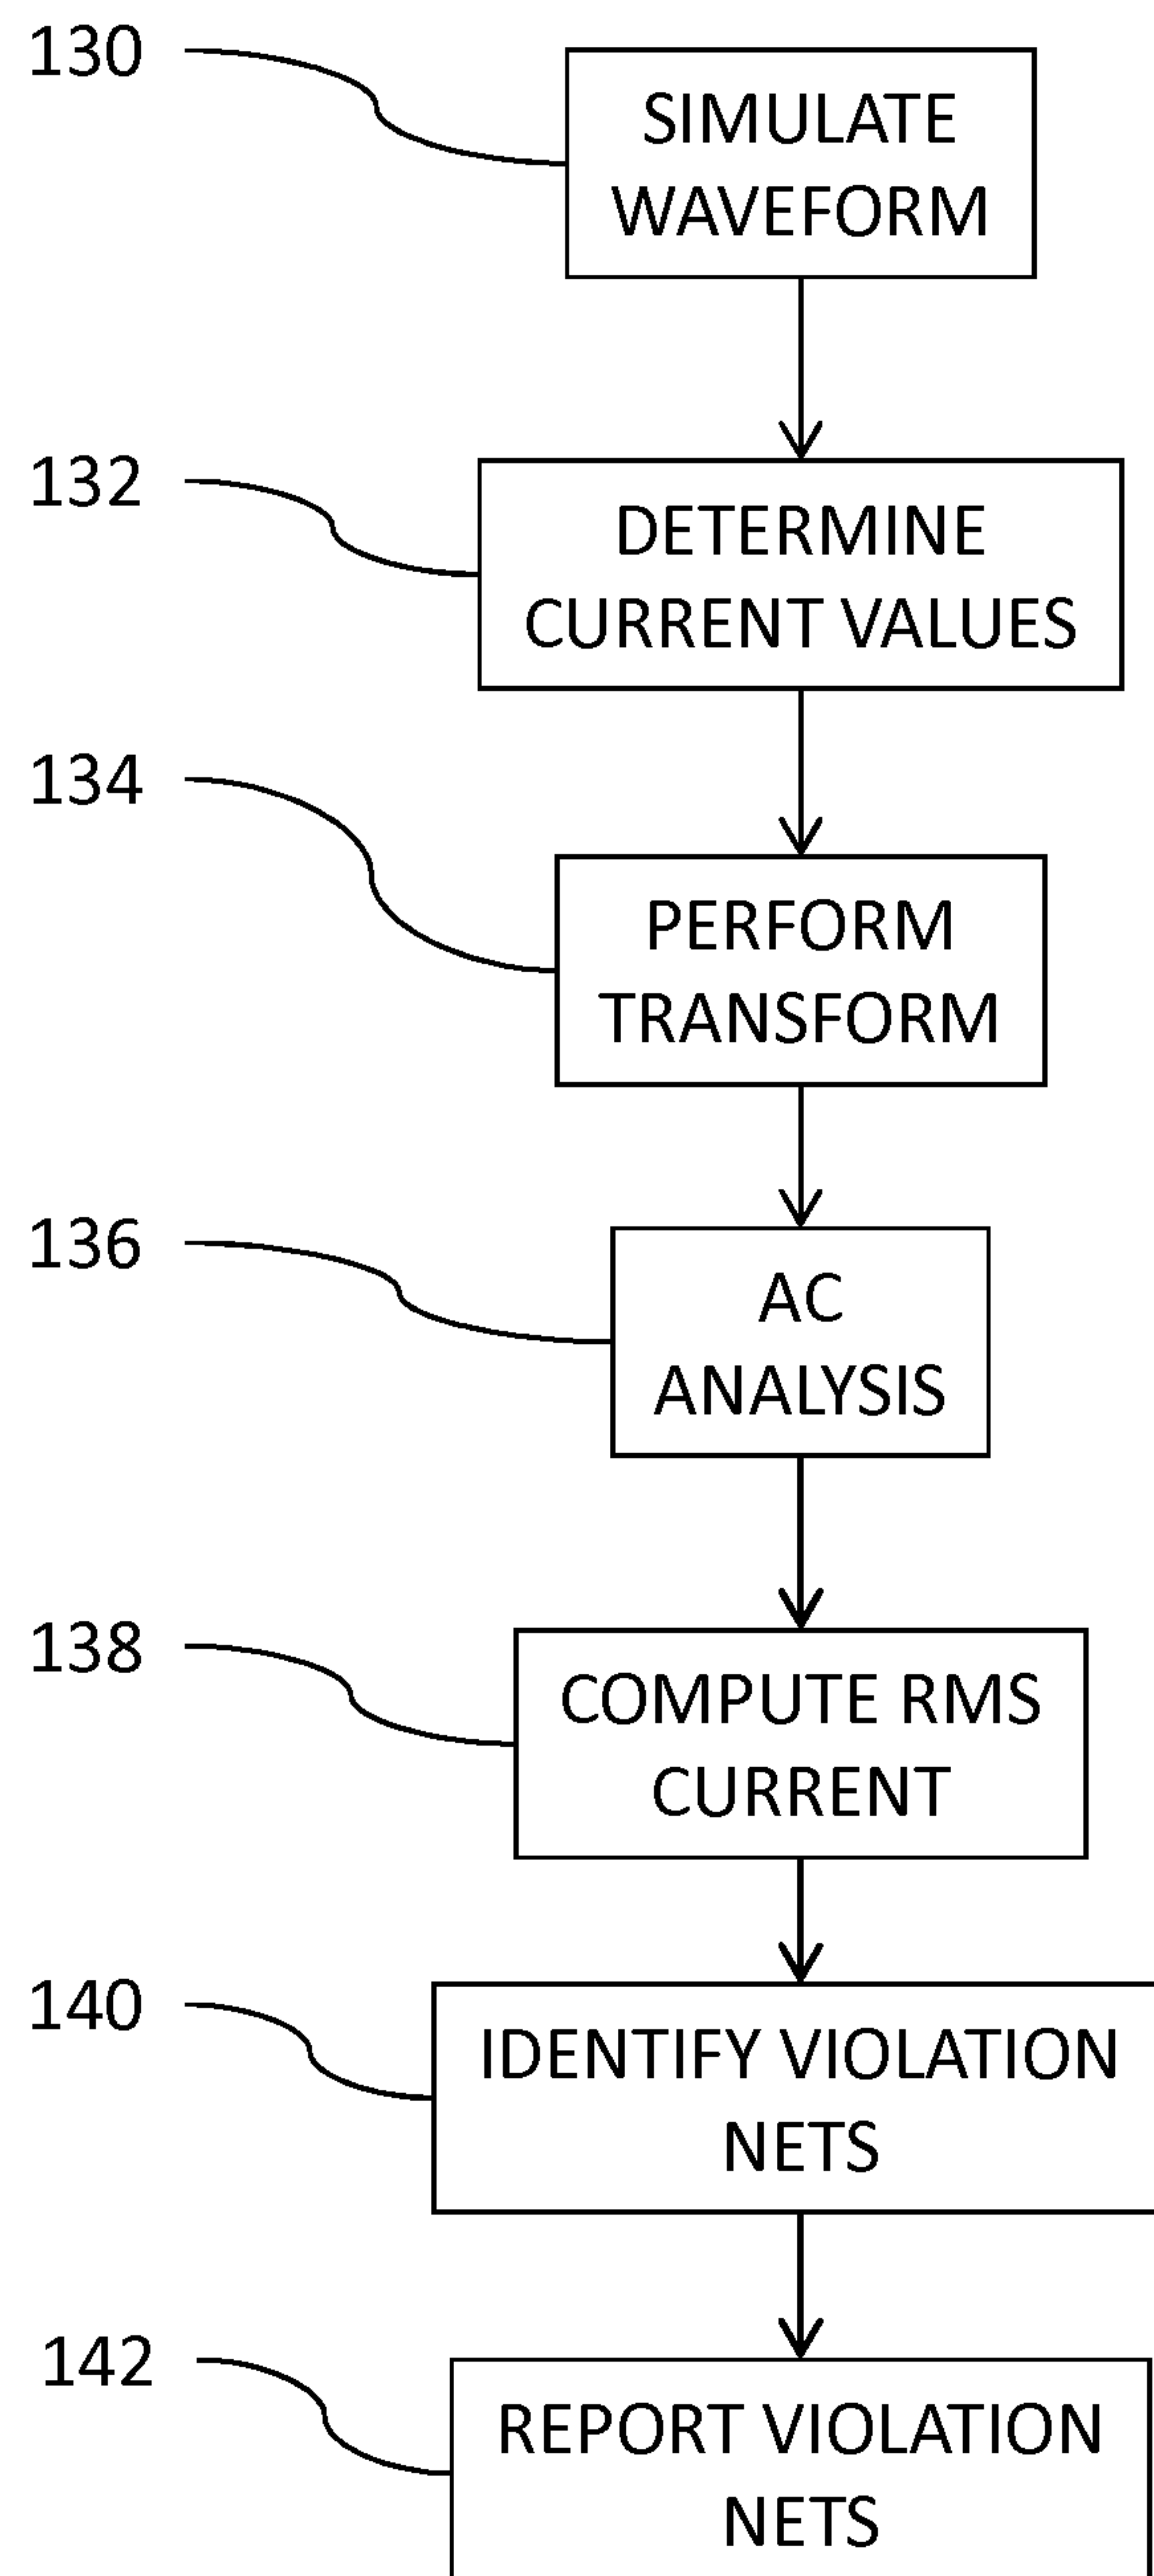 130
SIMULATE
WAVEFORM
132
DETERMINE
CURRENT VALUES
134
PERFORM
TRANSFORM
136
AC
ANALYSIS
138
COMPUTE RMS
CURRENT
140
IDENTIFY VIOLATION
NETS
142
REPORT VIOLATION
NETS